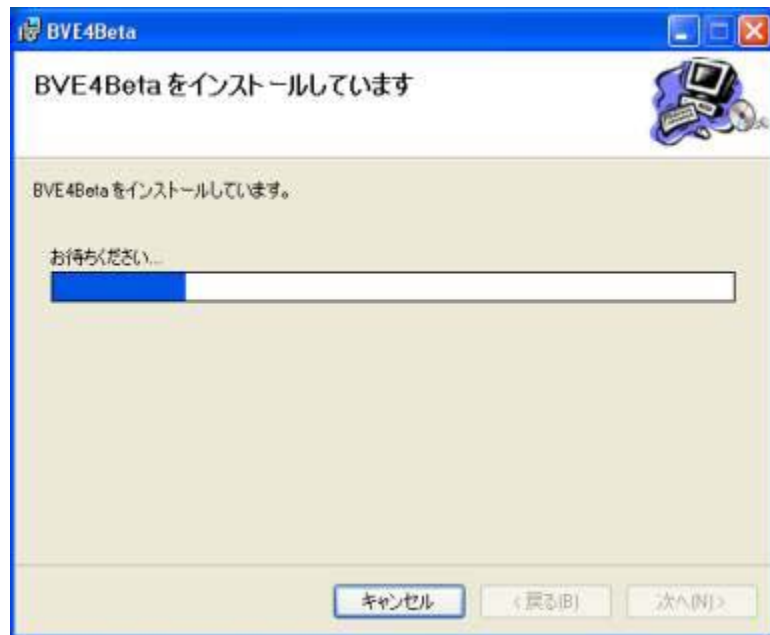 BVE4Beta
BVE4Beta をインストールしています
BVE4Beta をインストールしています。
お待ちください...
キャンセル
< 戻る(B)
次へ(N) >